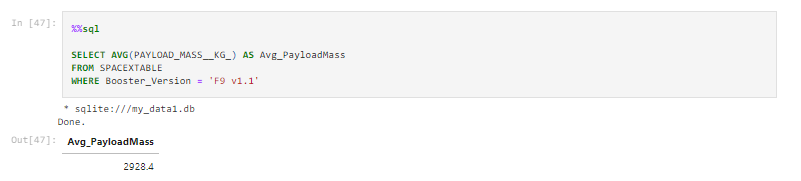 In [47]:
%%sql
SELECT AVG(PAYLOAD_MASS__KG_) AS Avg_PayloadMass
FROM SPACEXTABLE
WHERE Booster_Version = 'F9 v1.1'
* sqlite:///my_data1.db
Done.
Out[47]:
Avg_PayloadMass
2928.4